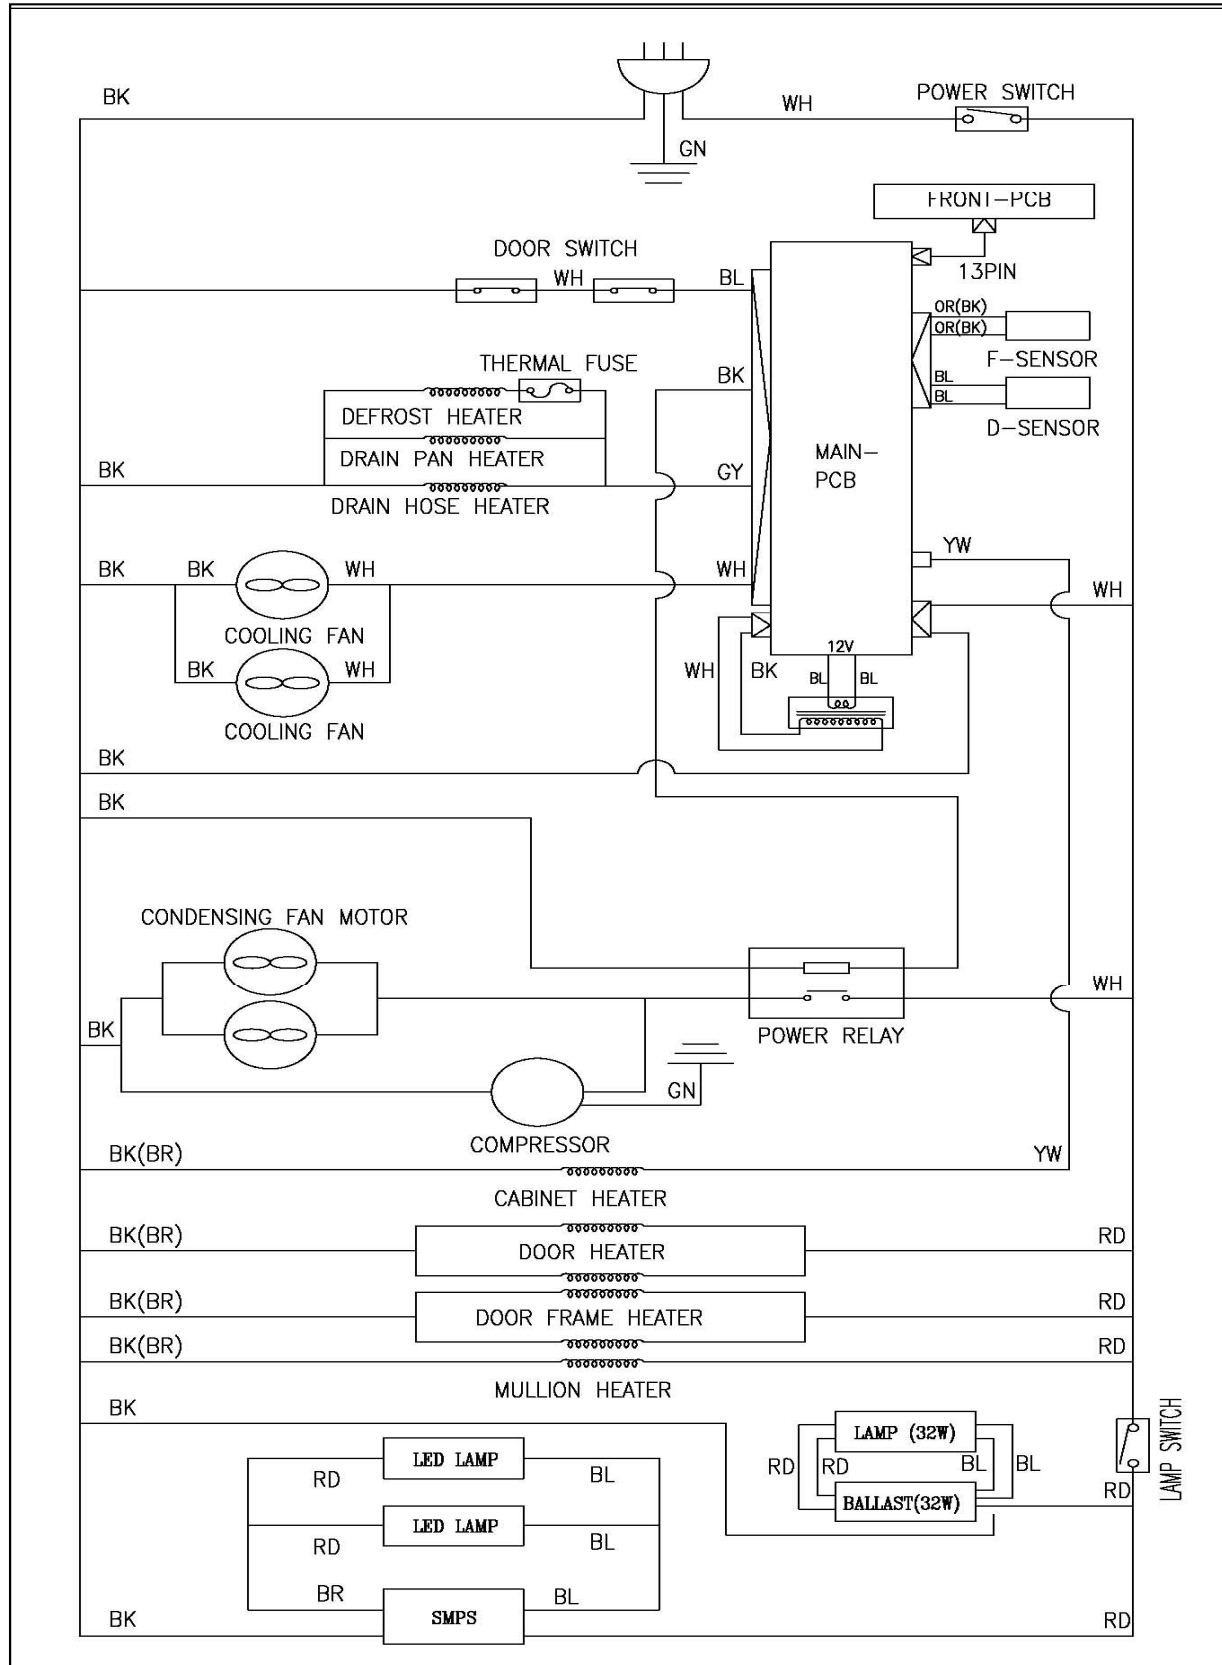 BK
WH
POWER SWITCH
GN
FRONT-PCB
DOOR SWITCH
WH
BL
13PIN
OR(BK)
OR(BK)
F-SENSOR
THERMAL FUSE
BK
BL
BL
DEFROST HEATER
D-SENSOR
DRAIN PAN HEATER
MAIN-
PCB
BK
GY
DRAIN HOSE HEATER
YW
BK
BK
WH
WH
WH
COOLING FAN
12V
BK
WH
WH
BK
BL
BL
COOLING FAN
BK
BK
CONDENSING FAN MOTOR
WH
BK
POWER RELAY
GN
COMPRESSOR
BK(BR)
YW
CABINET HEATER
BK(BR)
DOOR HEATER
RD
BK(BR)
DOOR FRAME HEATER
RD
BK(BR)
RD
MULLION HEATER
BK
LAMP (32W)
LAMP SWITCH
LED LAMP
RD
BL
RD
RD
BL
BL
RD
BALLAST(32W)
LED LAMP
RD
BL
BR
BL
BK
SMPS
RD